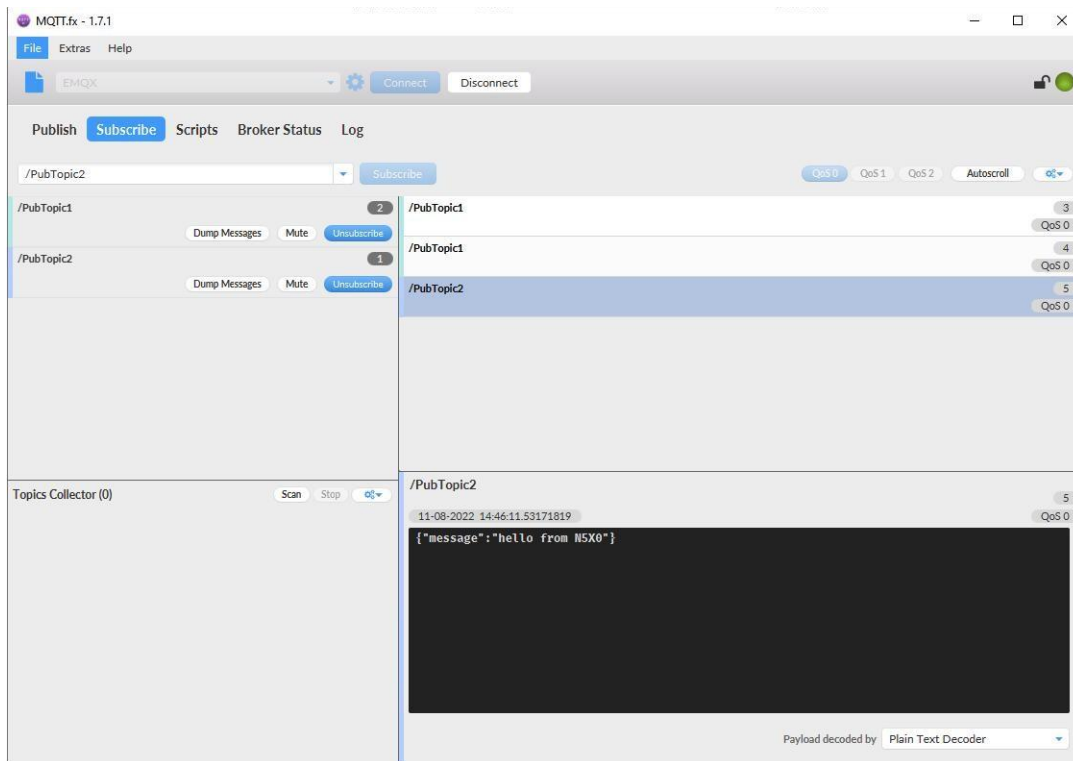 MQTT.fx - 1.7.1
File Extras Help
EMQX Connect Disconnect
Publish Subscribe Scripts Broker Status Log
/PubTopic2 Subscribe QoS 0 QoS 1 QoS 2 Autoscroll
/PubTopic1 2
Dump Messages Mute Unsubscribe
/PubTopic2 1
Dump Messages Mute Unsubscribe
/PubTopic1 3
QoS 0
/PubTopic1 4
QoS 0
/PubTopic2 5
QoS 0
Topics Collector (0) Scan Stop
/PubTopic2 5
11-08-2022 14:46:11.53171819 QoS 0
{"message":"hello from N5X0"}
Payload decoded by Plain Text Decoder